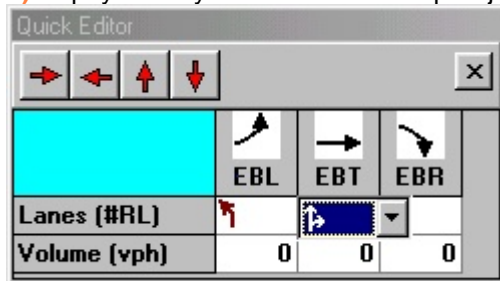 Quick Editor
EBL EBT EBR
Lanes (#RL)
Volume (vph) 0 0 0